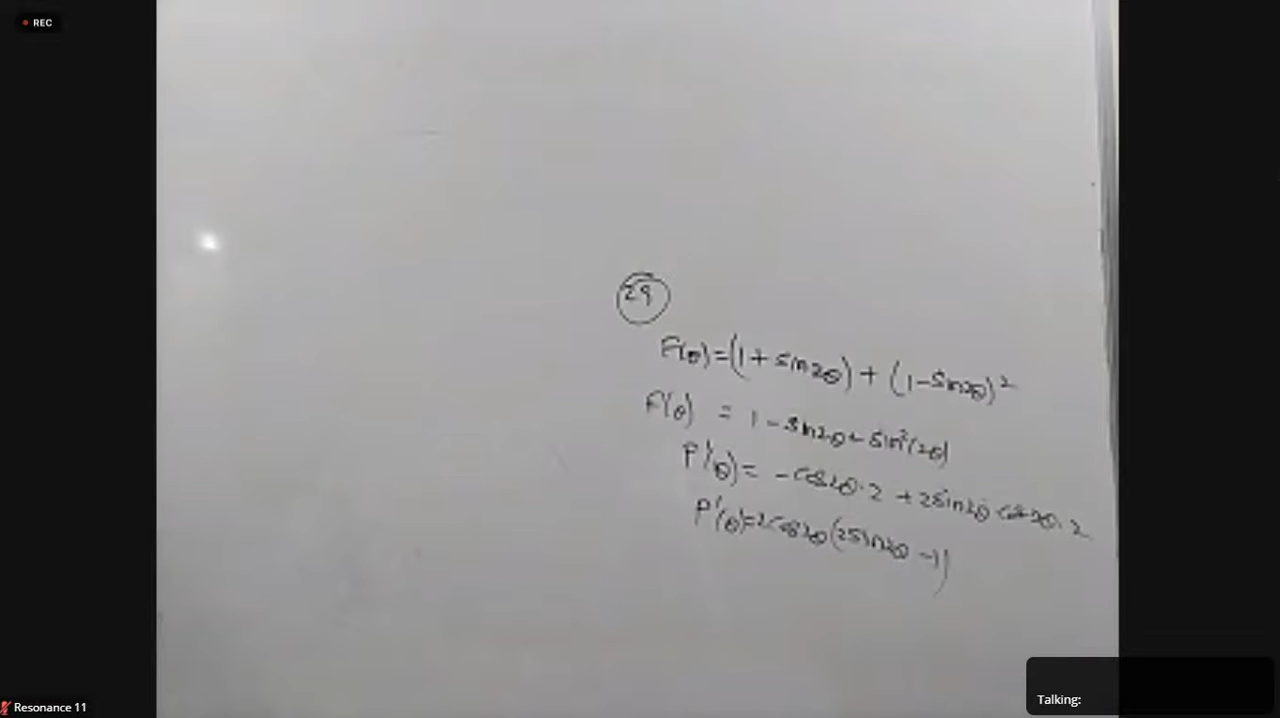 REC
29
F(θ)=(1+sin2θ)+(1-sin2θ)²
F(θ) = 1-sin2θ+sin²(2θ)
F'(θ)= -cos2θ.2 +2sin2θ cos2θ.2
F'(θ)=2cos2θ(2sin2θ -1)
Talking:
Resonance 11